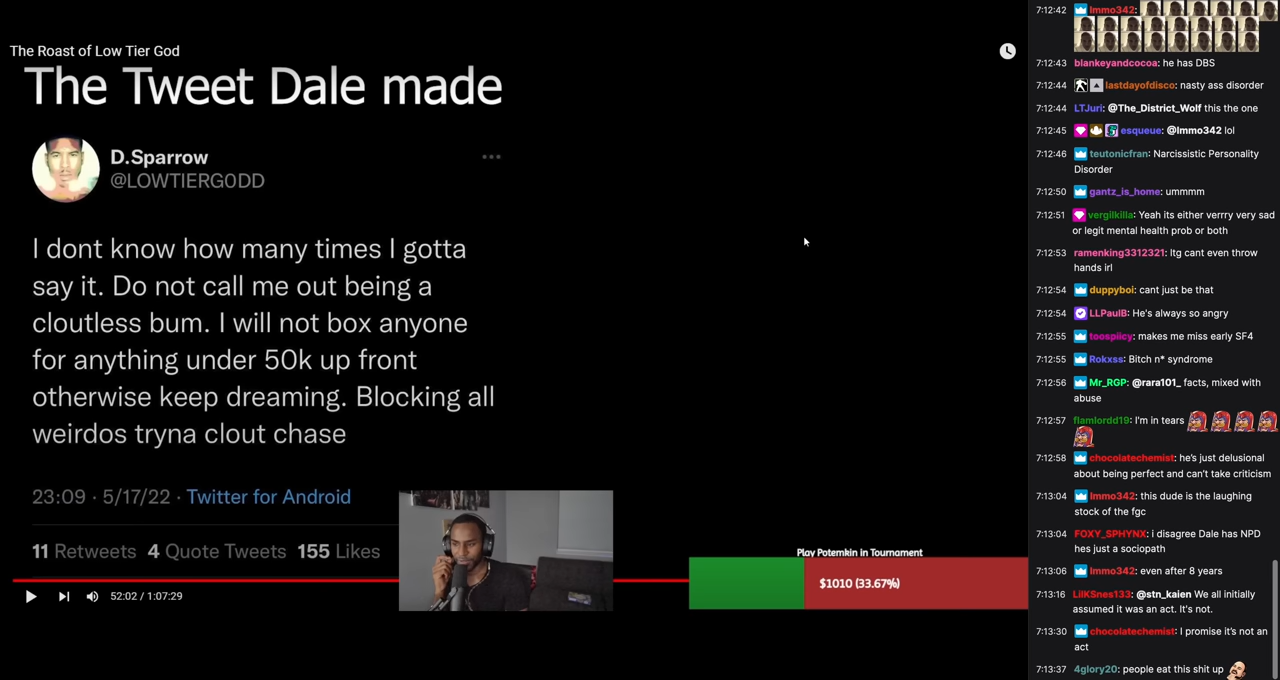 The Roast of Low Tier God
The Tweet Dale made
D.Sparrow
@LOWTIERG0DD
I dont know how many times I gotta
say it. Do not call me out being a
cloutless bum. I will not box anyone
for anything under 50k up front
otherwise keep dreaming. Blocking all
weirdos tryna clout chase
23:09 · 5/17/22 · Twitter for Android
11 Retweets 4 Quote Tweets 155 Likes
52:02 / 1:07:29
Play Potemkin in Tournament
$1010 (33.67%)
7:12:42 Immo342:
7:12:43 blankeyandcocoa: he has DBS
7:12:44 lastdayofdisco: nasty ass disorder
7:12:44 LTJuri: @The_District_Wolf this the one
7:12:45 esqueue: @Immo342 lol
7:12:46 teutonicfran: Narcissistic Personality
Disorder
7:12:50 gantz_is_home: ummmm
7:12:51 vergilkilla: Yeah its either verrry very sad
or legit mental health prob or both
7:12:53 ramenking3312321: ltg cant even throw
hands irl
7:12:54 duppyboi: cant just be that
7:12:54 LLPaulB: He's always so angry
7:12:55 toospiicy: makes me miss early SF4
7:12:55 Rokxss: Bitch n* syndrome
7:12:56 Mr_RGP: @rara101_ facts, mixed with
abuse
7:12:57 flamlordd19: I'm in tears
7:12:58 chocolatechemist: he's just delusional
about being perfect and can't take criticism
7:13:04 Immo342: this dude is the laughing
stock of the fgc
7:13:04 FOXY_SPHYNX: i disagree Dale has NPD
hes just a sociopath
7:13:06 Immo342: even after 8 years
7:13:16 LilKSnes133: @stn_kaien We all initially
assumed it was an act. It's not.
7:13:30 chocolatechemist: I promise it's not an
act
7:13:37 4glory20: people eat this shit up